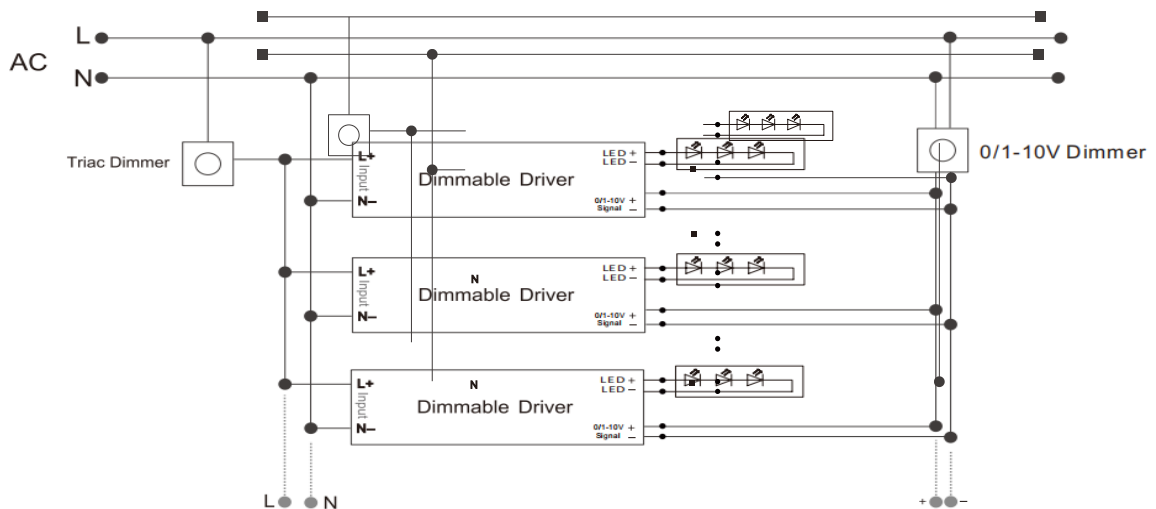 L
AC
N
Triac Dimmer
0/1-10V Dimmer
L+
Input
N–
Dimmable Driver
LED +
LED –
0/1-10V +
Signal –
L+
Input
N–
N
Dimmable Driver
LED +
LED –
0/1-10V +
Signal –
L+
Input
N–
N
Dimmable Driver
LED +
LED –
0/1-10V +
Signal –
L N
+ –